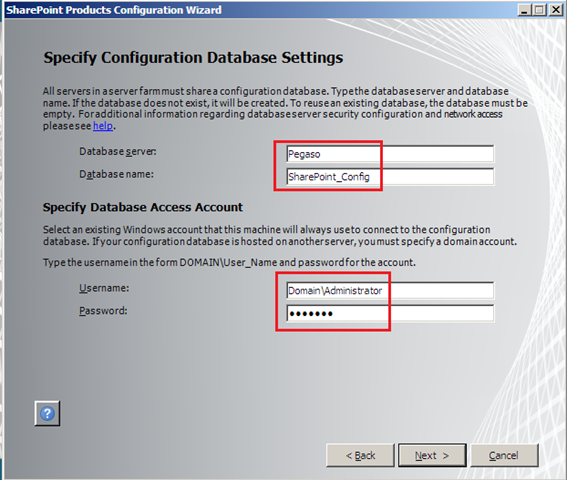 SharePoint Products Configuration Wizard
Specify Configuration Database Settings
All servers in a server farm must share a configuration database. Type the database server and database
name. If the database does not exist, it will be created. To reuse an existing database, the database must be
empty. For additional information regarding database server security configuration and network access
please see help.
Database server: Pegaso
Database name: SharePoint_Config
Specify Database Access Account
Select an existing Windows account that this machine will always use to connect to the configuration
database. If your configuration database is hosted on another server, you must specify a domain account.
Type the username in the form DOMAIN\User_Name and password for the account.
Username: Domain\Administrator
Password: •••••••
?
< Back Next > Cancel